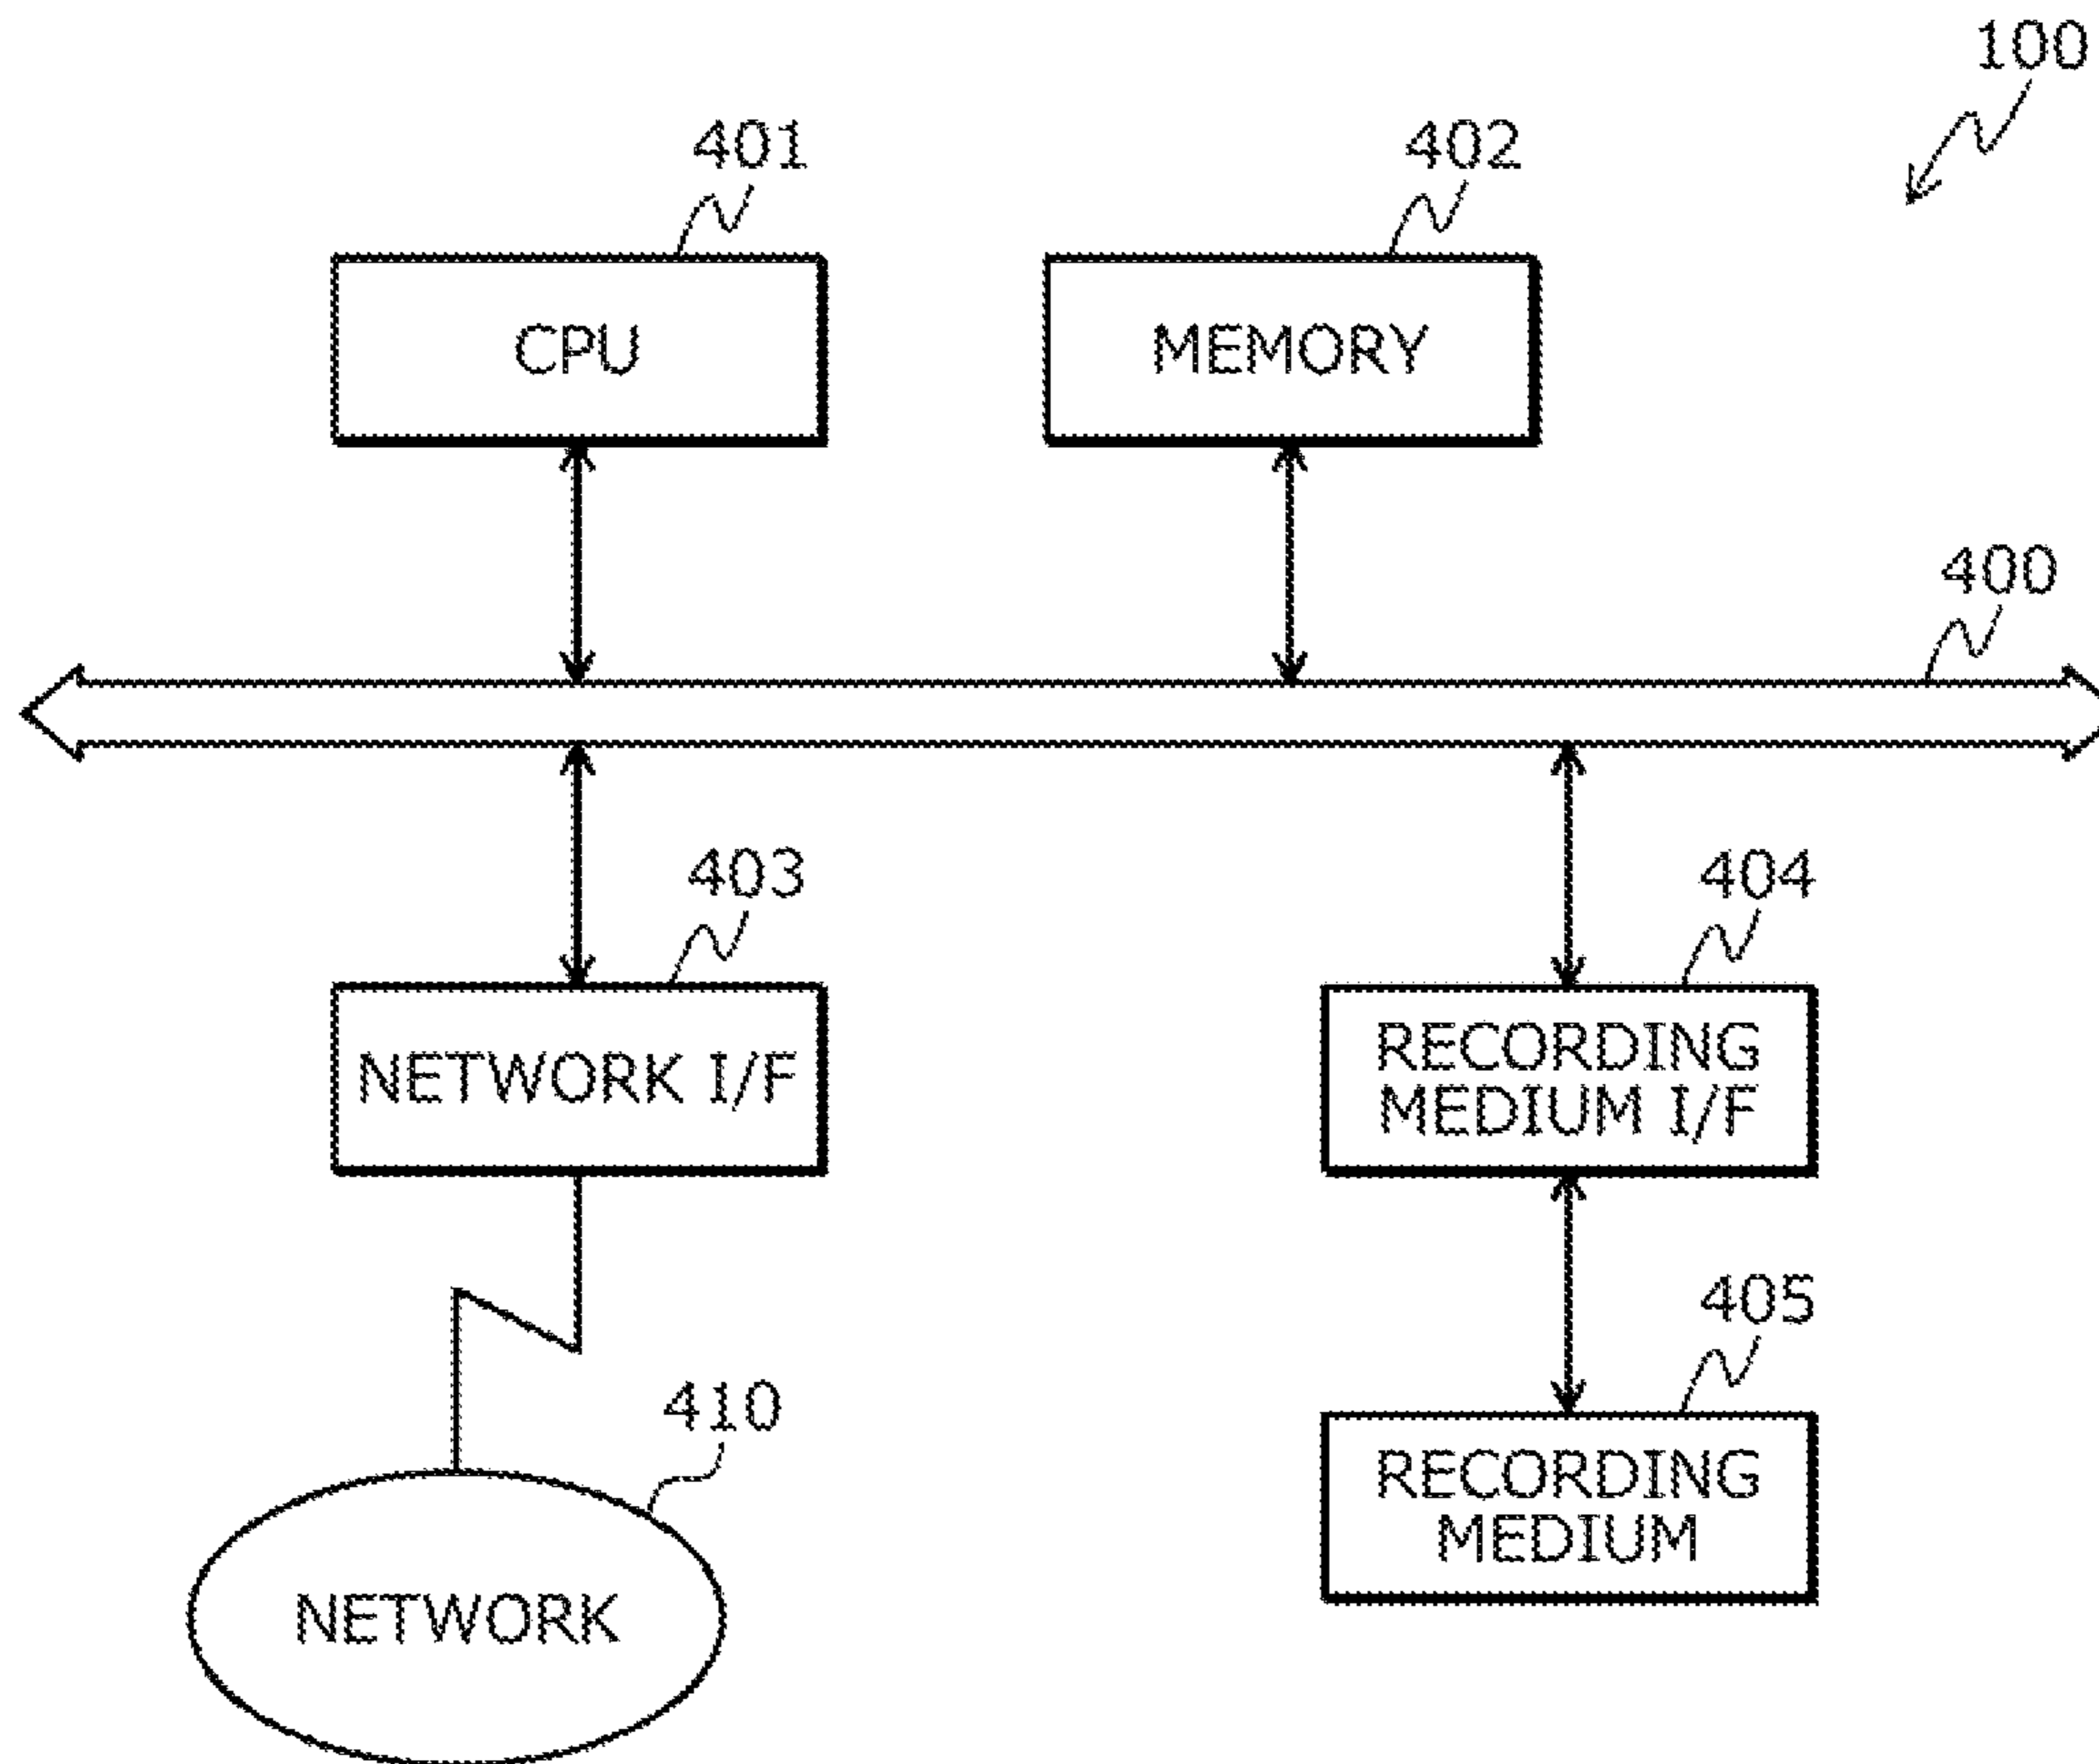 100
401
402
CPU
MEMORY
400
403
404
NETWORK I/F
RECORDING
MEDIUM I/F
405
410
RECORDING
MEDIUM
NETWORK